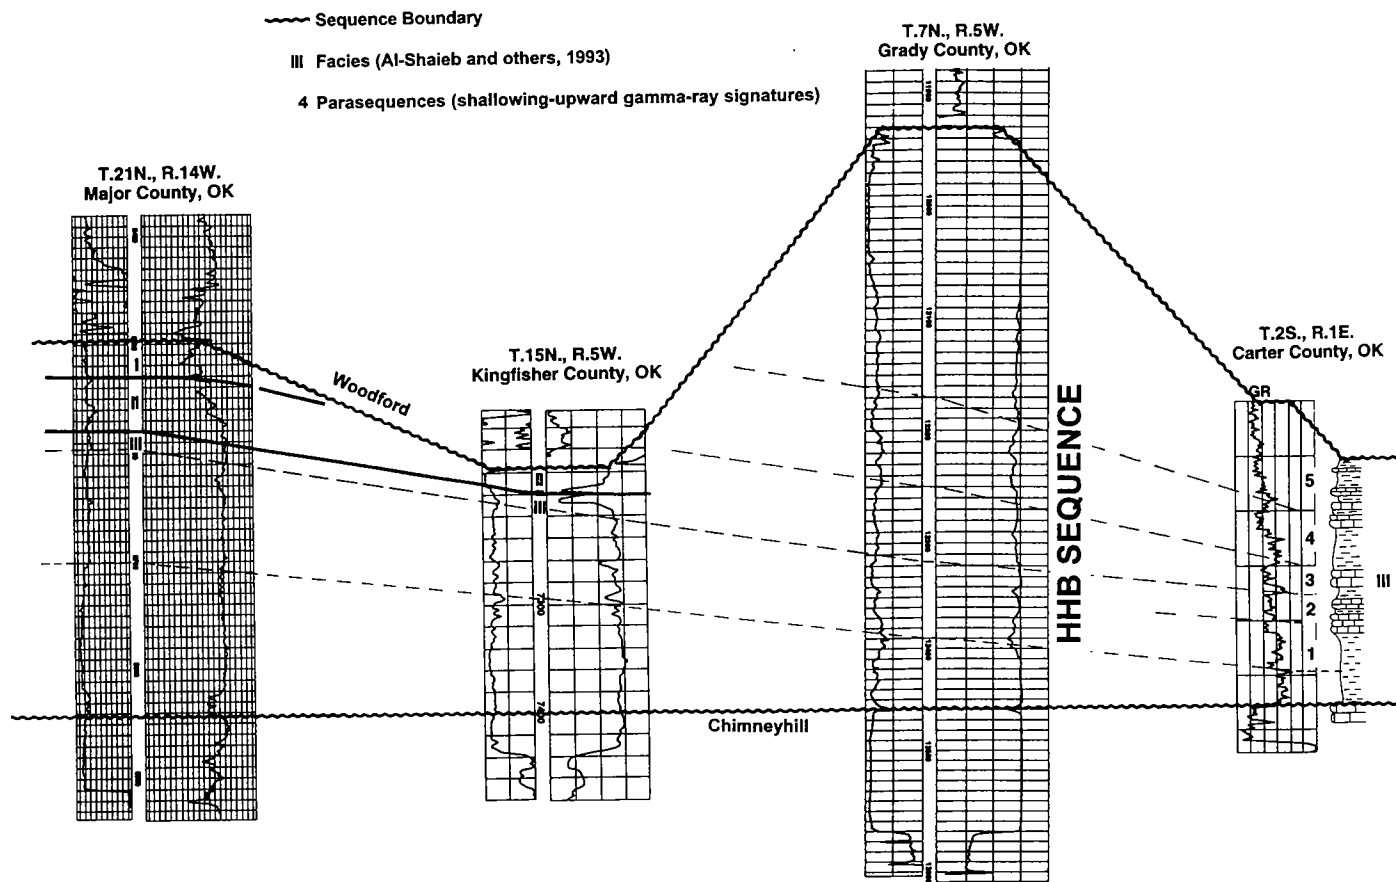 Sequence Boundary
III Facies (Al-Shaieb and others, 1993)
4 Parasequences (shallowing-upward gamma-ray signatures)
T.7N., R.5W.
Grady County, OK
T.21N., R.14W.
Major County, OK
T.15N., R.5W.
Kingfisher County, OK
T.2S., R.1E.
Carter County, OK
GR
Woodford
I
II
III
II
III
7300
7400
HHB SEQUENCE
5
4
3
2
1
III
Chimneyhill